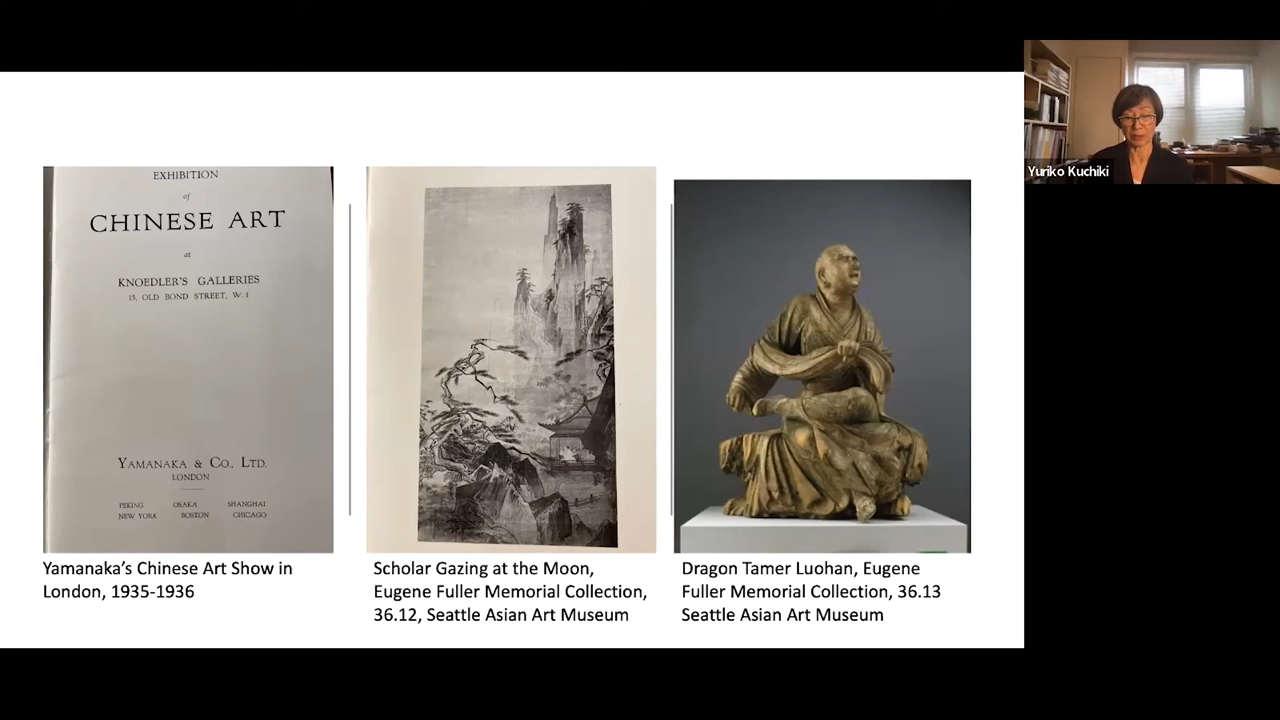 EXHIBITION
of
CHINESE ART
at
KNOEDLER'S GALLERIES
15, OLD BOND STREET, W.1
YAMANAKA & CO., LTD.
LONDON
PEKING OSAKA SHANGHAI
NEW YORK BOSTON CHICAGO
Yamanaka's Chinese Art Show in
London, 1935-1936
Scholar Gazing at the Moon,
Eugene Fuller Memorial Collection,
36.12, Seattle Asian Art Museum
Dragon Tamer Luohan, Eugene
Fuller Memorial Collection, 36.13
Seattle Asian Art Museum
Yuriko Kuchiki